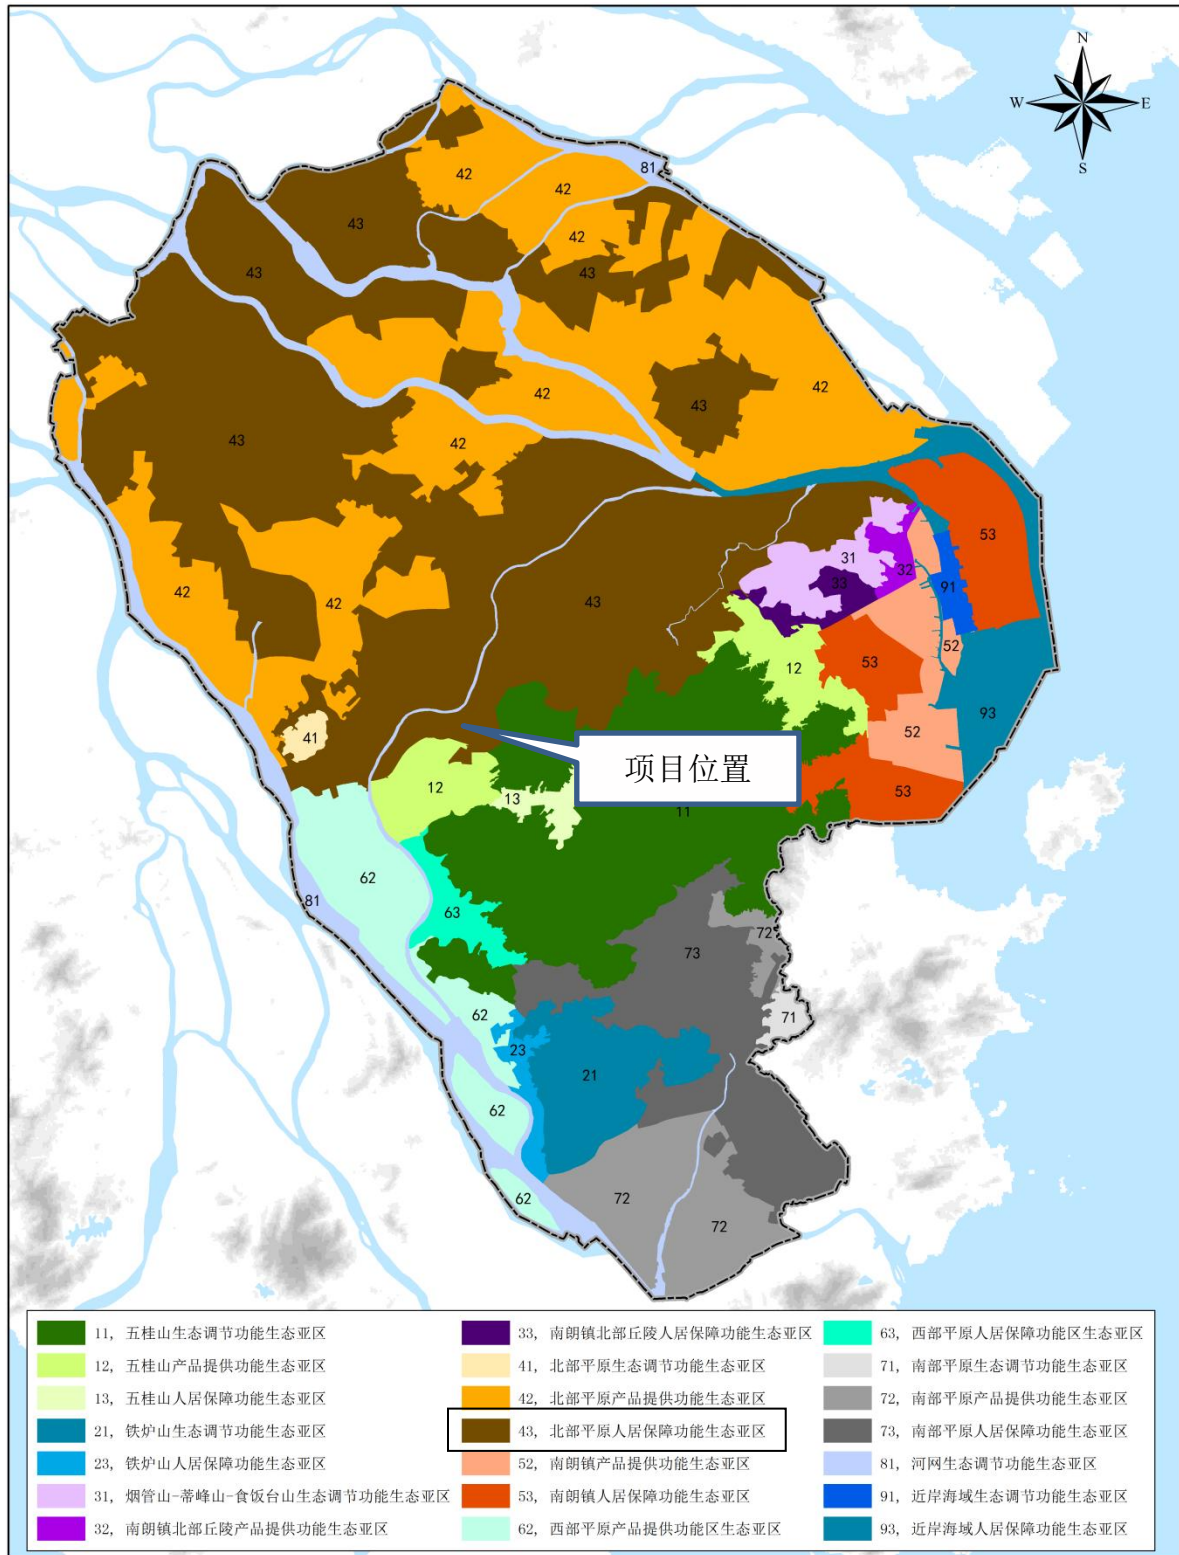 N
W E
S
81
42
42
43
42
43
43
42
42
43
43
42
53
31
32
33
91
42
42
43
12
53
52
41
93
52
项目位置
12
13
53
11
62
81
63
72
73
62
71
23
21
62
62
72
72
11, 五桂山生态调节功能生态亚区
12, 五桂山产品提供功能生态亚区
13, 五桂山人居保障功能生态亚区
21, 铁炉山生态调节功能生态亚区
23, 铁炉山人居保障功能生态亚区
31, 烟管山-蒂峰山-食饭台山生态调节功能生态亚区
32, 南朗镇北部丘陵产品提供功能生态亚区
33, 南朗镇北部丘陵人居保障功能生态亚区
41, 北部平原生态调节功能生态亚区
42, 北部平原产品提供功能生态亚区
43, 北部平原人居保障功能生态亚区
52, 南朗镇产品提供功能生态亚区
53, 南朗镇人居保障功能生态亚区
62, 西部平原产品提供功能区生态亚区
63, 西部平原人居保障功能区生态亚区
71, 南部平原生态调节功能生态亚区
72, 南部平原产品提供功能生态亚区
73, 南部平原人居保障功能生态亚区
81, 河网生态调节功能生态亚区
91, 近岸海域生态调节功能生态亚区
93, 近岸海域人居保障功能生态亚区